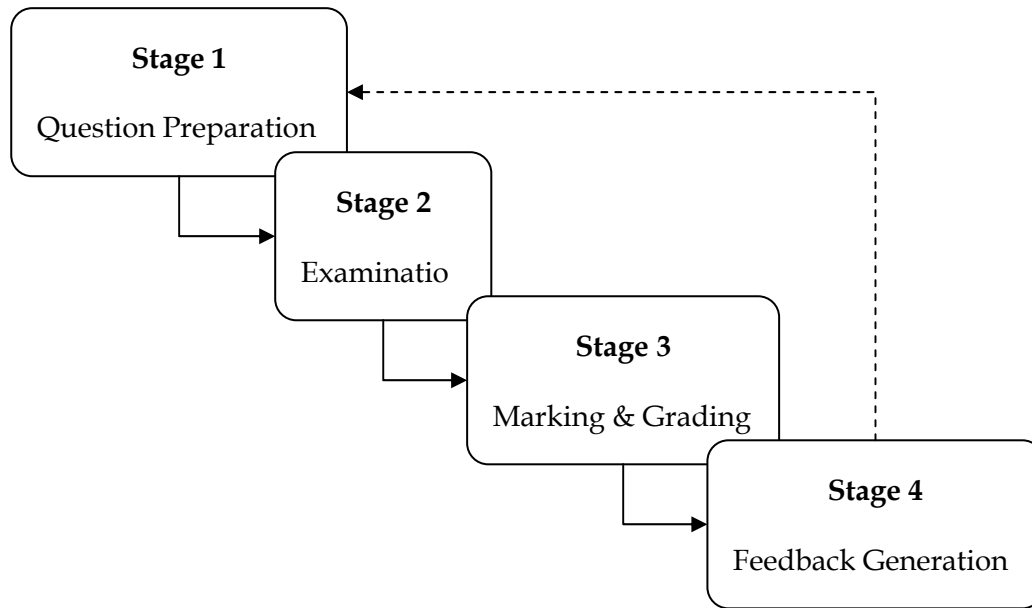 Stage 1
Question Preparation
Stage 2
Examinatio
Stage 3
Marking & Grading
Stage 4
Feedback Generation